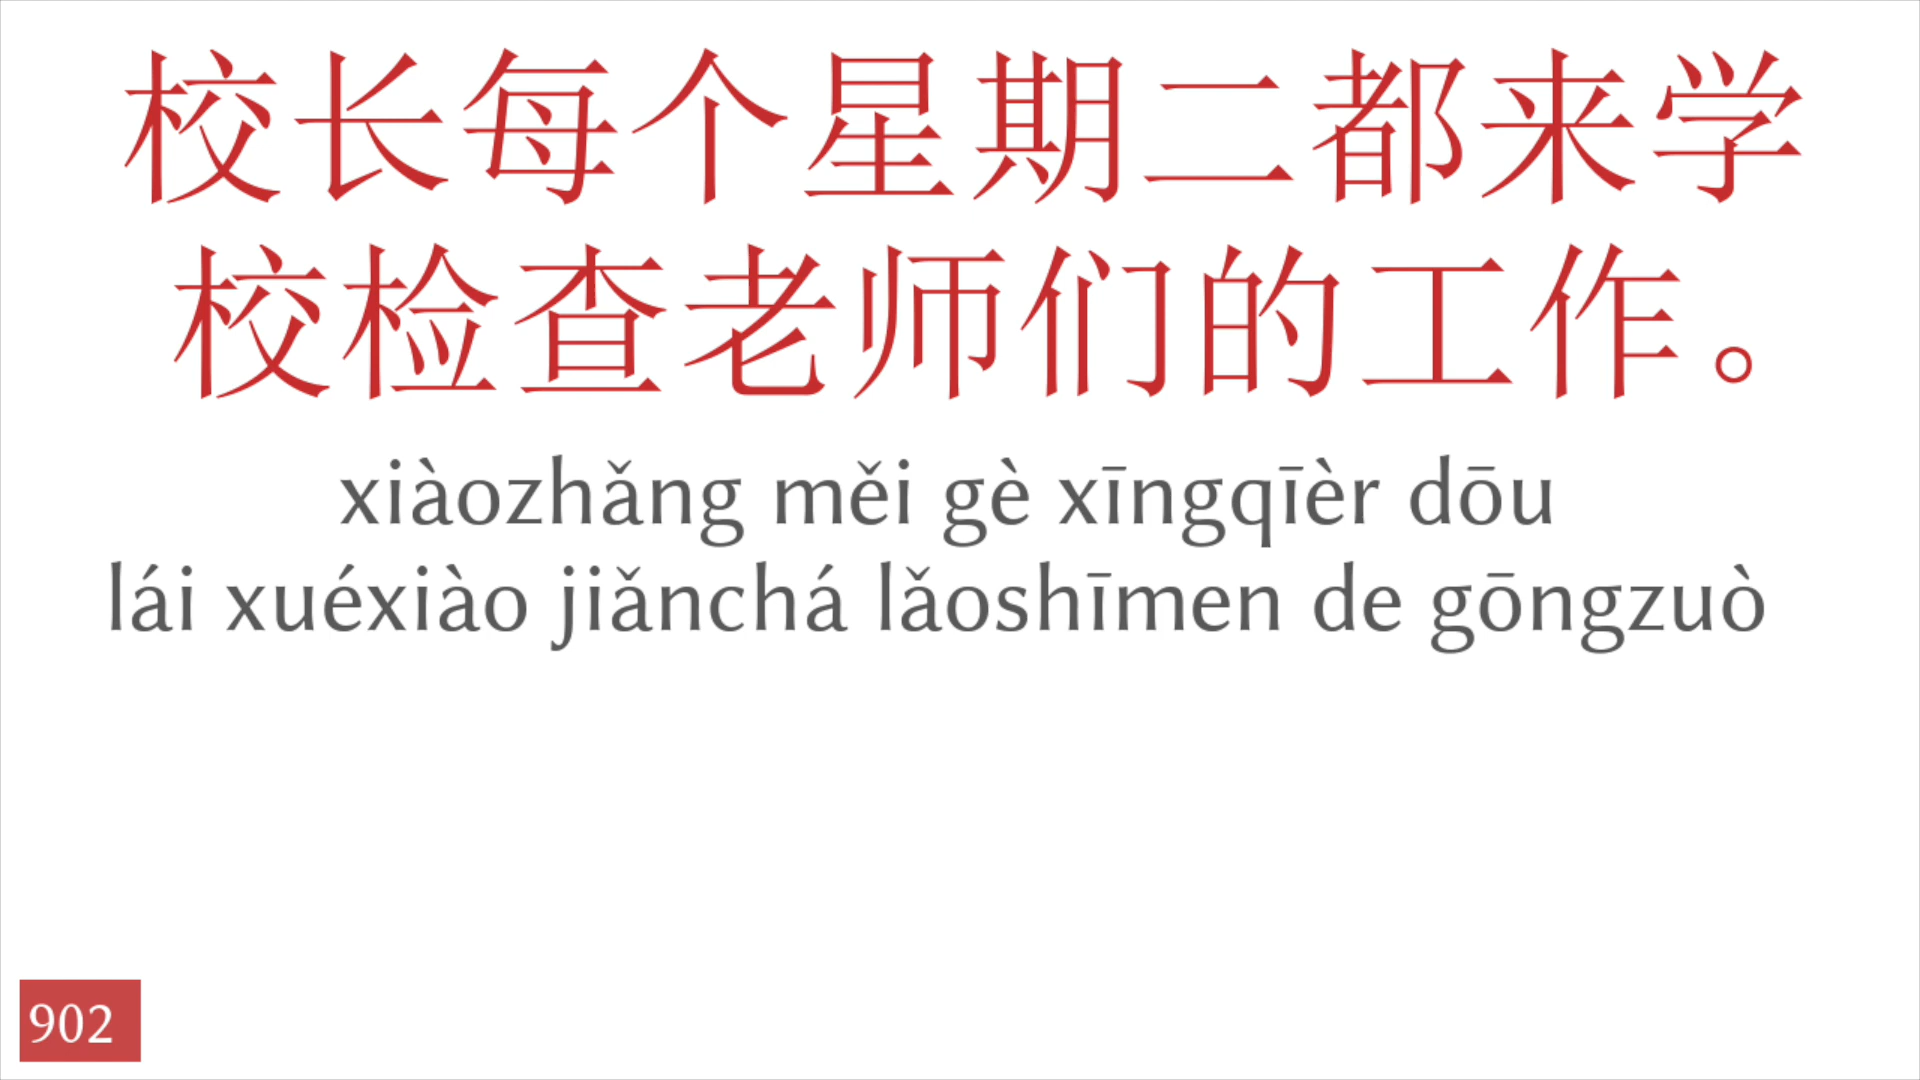 校长每个星期二都来学
校检查老师们的工作。
xiàozhǎng měi gè xīngqīèr dōu
lái xuéxiào jiǎnchá lǎoshīmen de gōngzuò
902